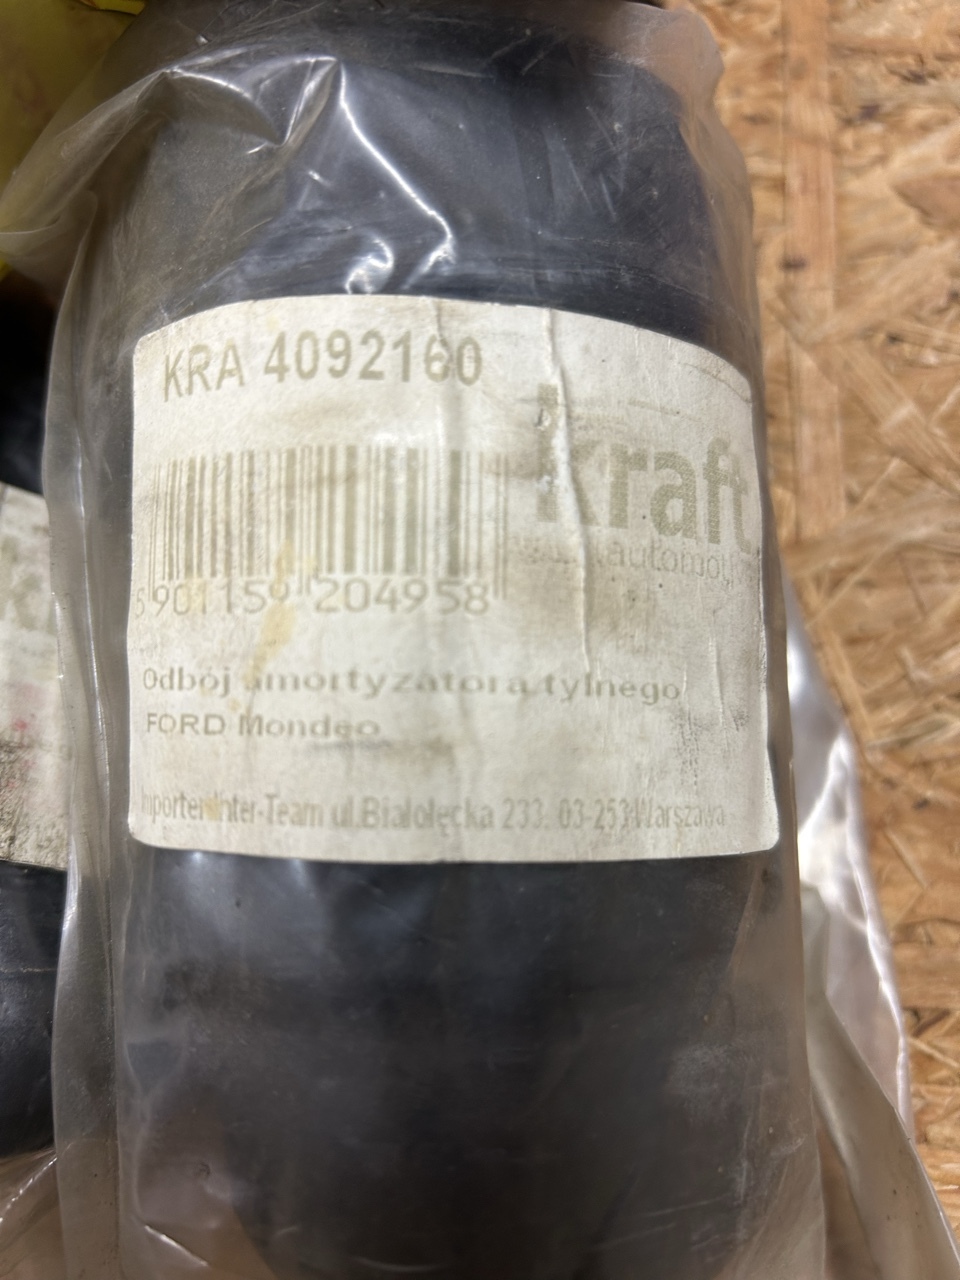 KRA 4092160
kraft
automoti
5 901159 204958
Odbój amortyzatora tylnego
FORD Mondeo
Importer Inter-Team ul.Białołęcka 233, 03-253 Warszawa